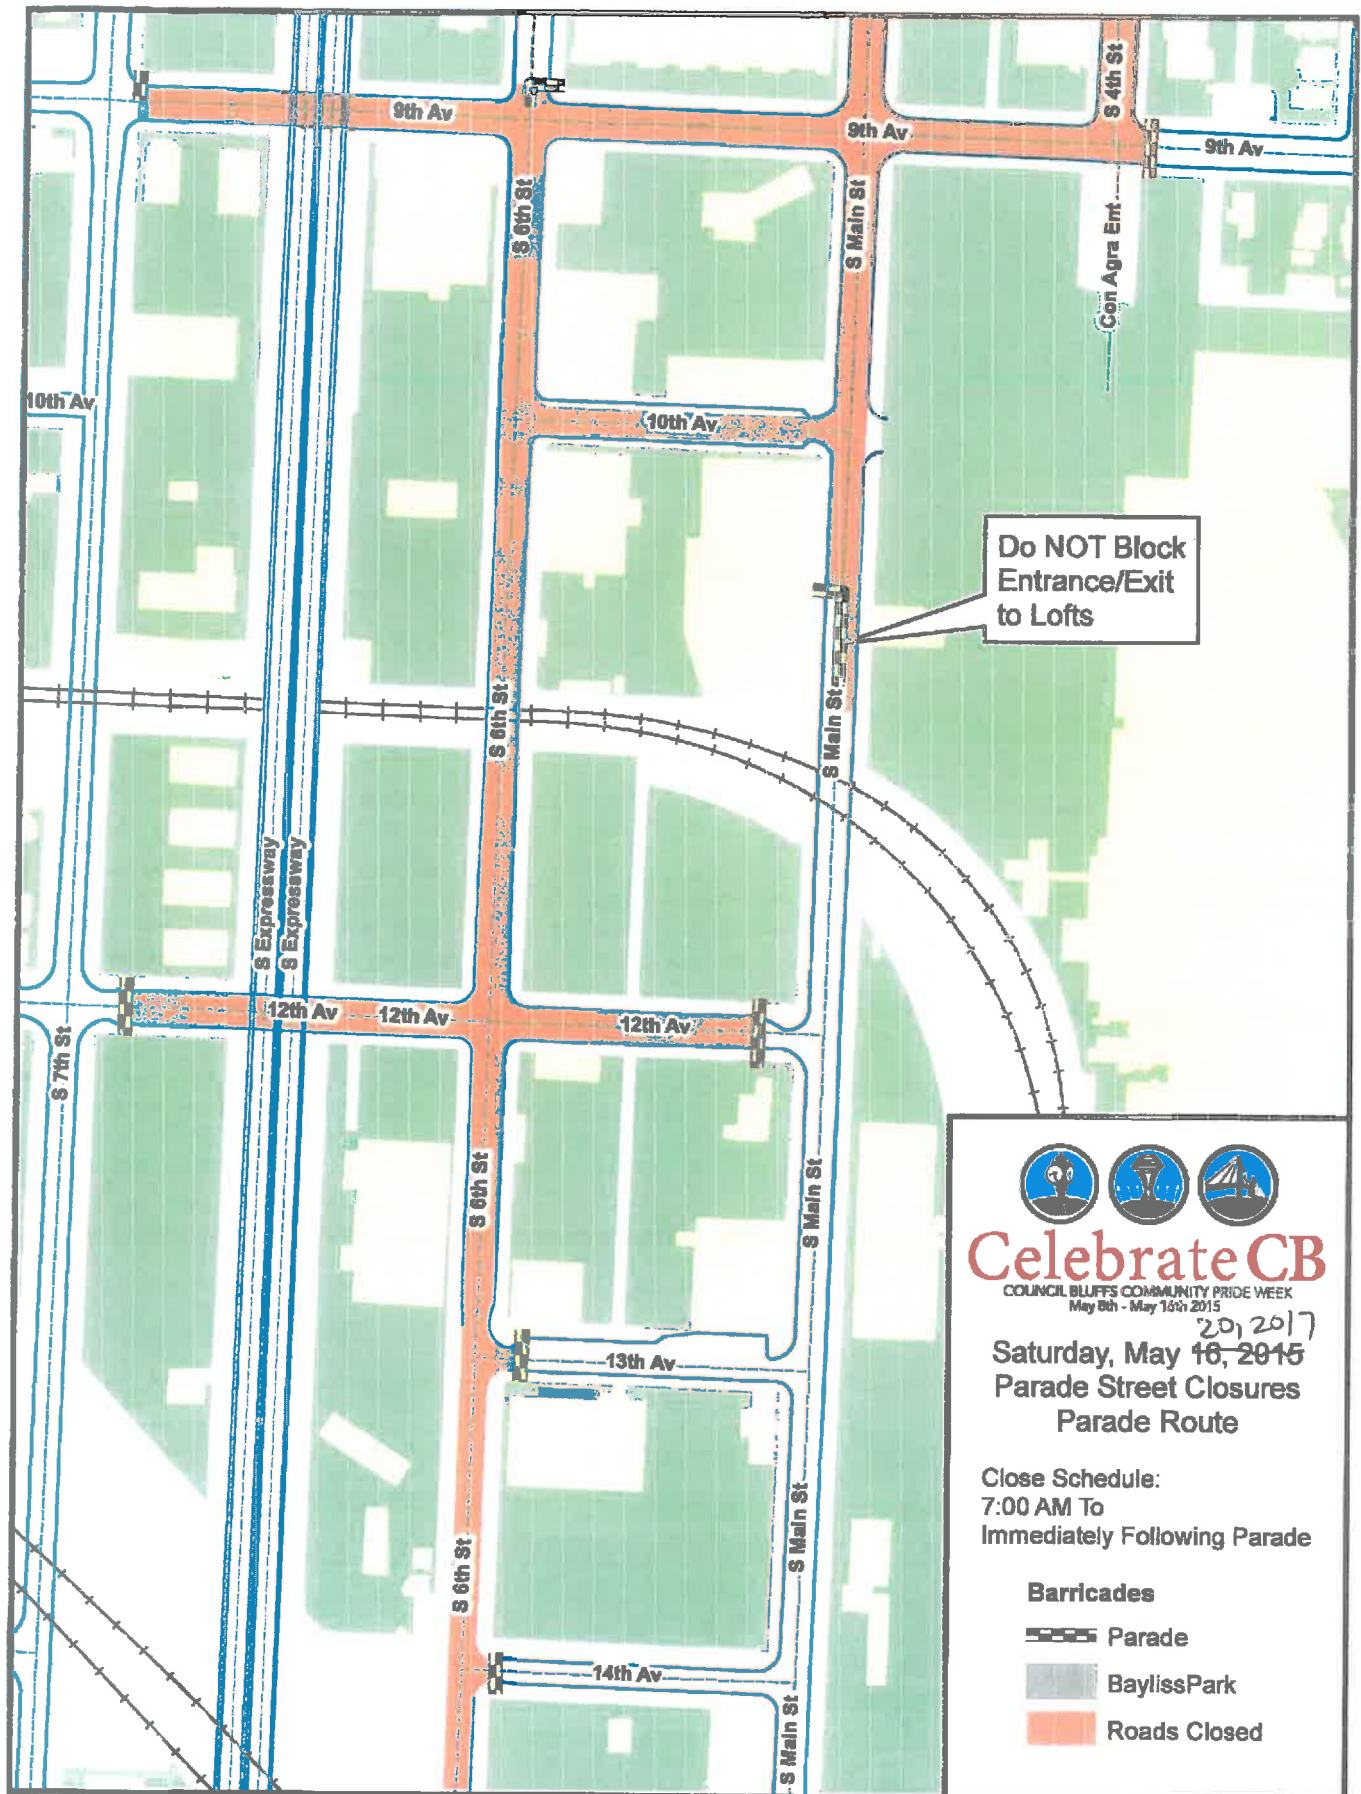 S 4th St
9th Av
9th Av
9th Av
S 6th St
S Main St
Con Agra Ent
10th Av
10th Av
Do NOT Block
Entrance/Exit
to Lofts
S 6th St
S Main St
S Expressway
S Expressway
12th Av
12th Av
12th Av
S 7th St
S 6th St
S Main St
13th Av
S Main St
S 6th St
14th Av
S Main St
Celebrate CB
COUNCIL BLUFFS COMMUNITY PRIDE WEEK
May 8th - May 16th 2015
20, 2017
Saturday, May 16, 2015
Parade Street Closures
Parade Route
Close Schedule:
7:00 AM To
Immediately Following Parade
Barricades
Parade
BaylissPark
Roads Closed